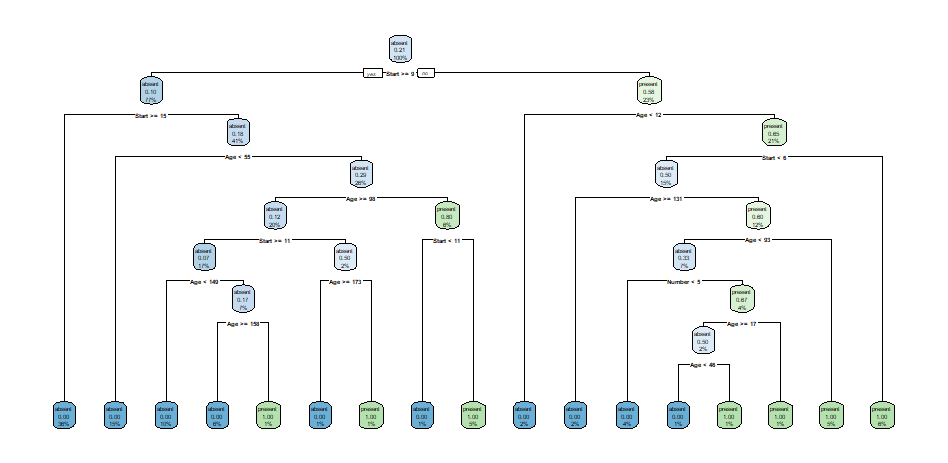 absent
0.21
100%
yes Start >= 9 no
absent
0.10
77%
present
0.58
23%
Start >= 15
Age < 12
absent
0.18
41%
present
0.65
21%
Age < 55
Start < 6
absent
0.29
26%
absent
0.50
15%
Age >= 98
Age >= 131
absent
0.12
20%
present
0.80
6%
present
0.60
12%
Start >= 11
Start < 11
Age < 93
absent
0.07
17%
absent
0.50
2%
absent
0.33
7%
Age < 149
Age >= 173
Number < 5
absent
0.17
7%
present
0.67
4%
Age >= 158
Age >= 17
absent
0.50
2%
Age < 46
absent
0.00
36%
absent
0.00
15%
absent
0.00
10%
absent
0.00
6%
present
1.00
1%
absent
0.00
1%
present
1.00
1%
absent
0.00
1%
present
1.00
5%
absent
0.00
2%
absent
0.00
2%
absent
0.00
4%
absent
0.00
1%
present
1.00
1%
present
1.00
1%
present
1.00
5%
present
1.00
6%